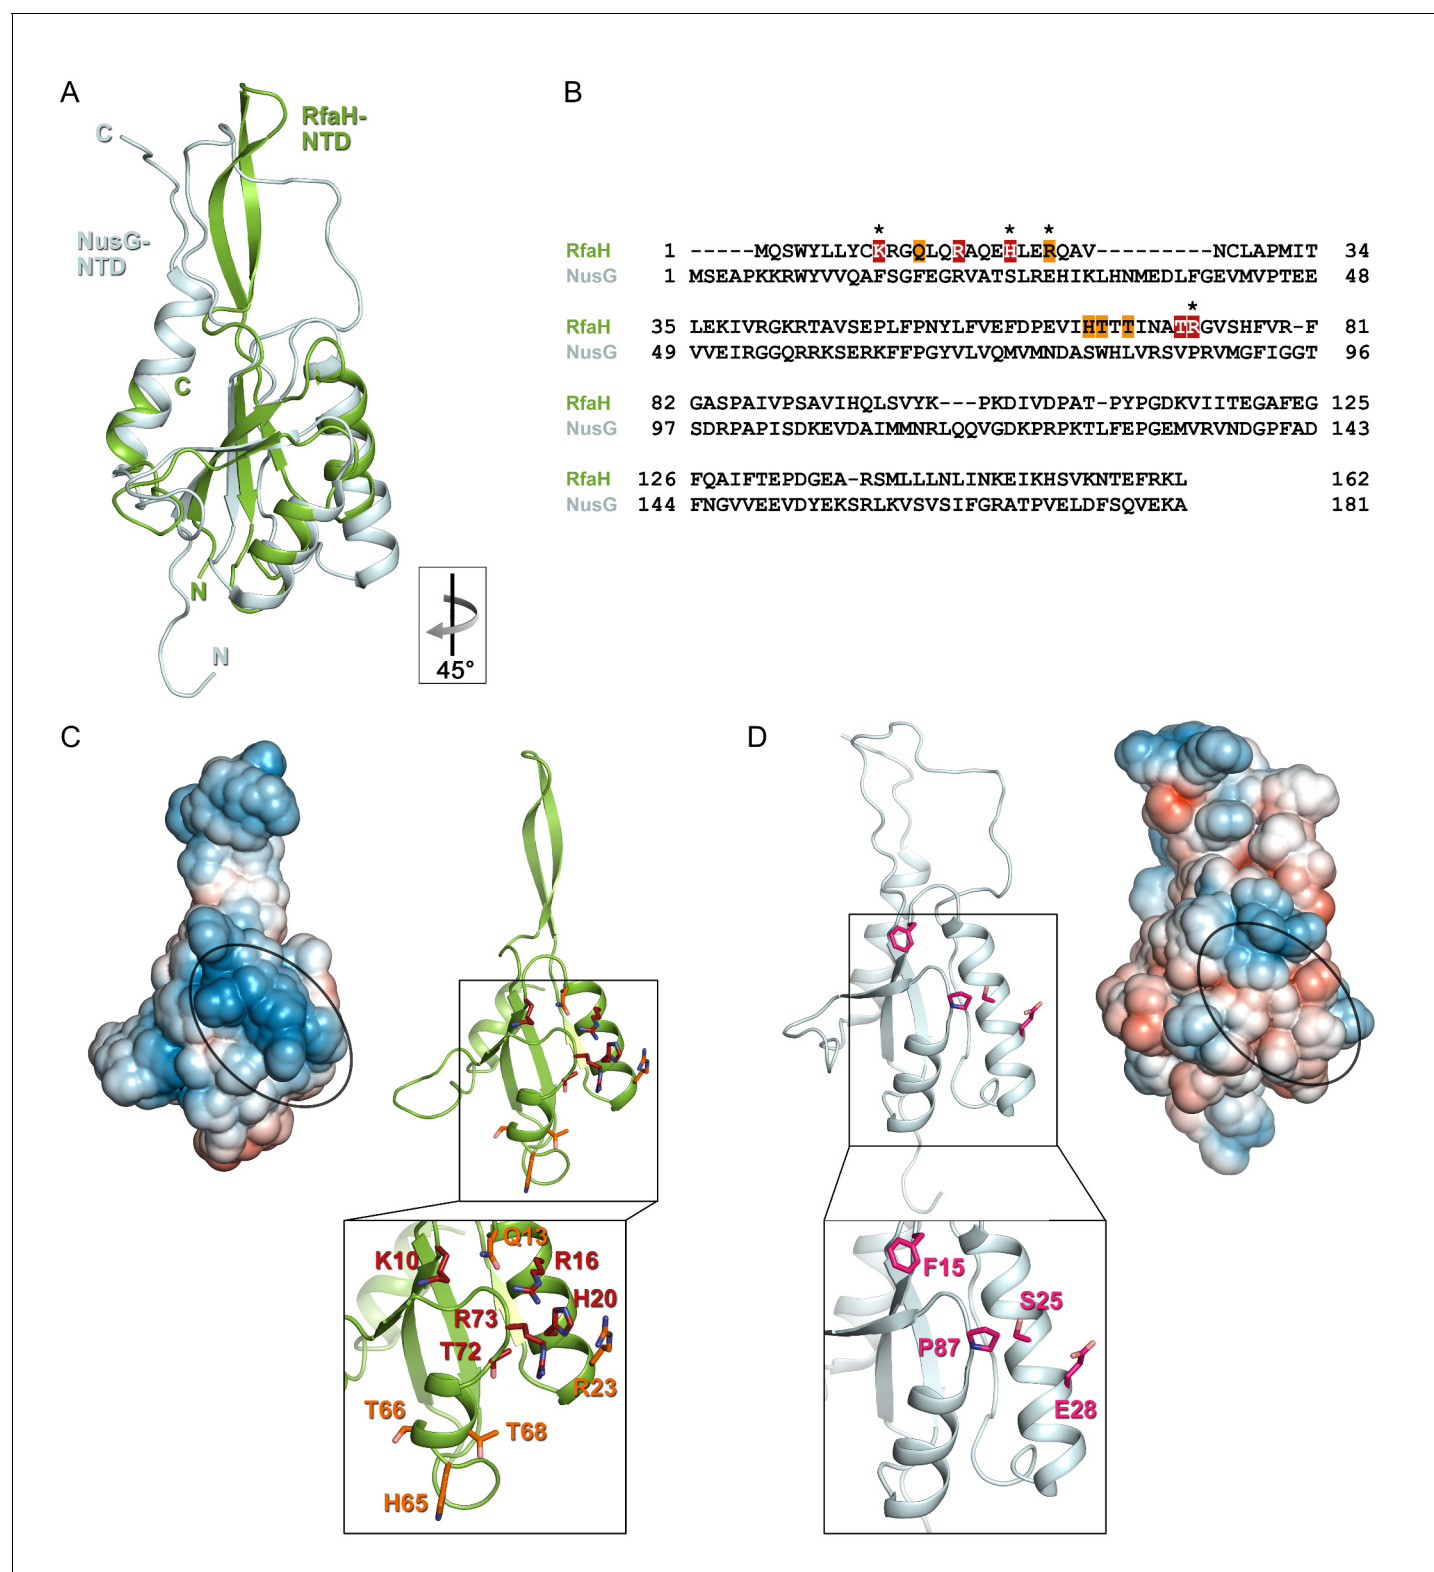 A
B
RfaH-
NTD
C
NusG-
NTD
C
N
N
45°
* * *
RfaH 1 -----MQSWYLLYCKRGQLQRAQEHLERQAV---------NCLAPMIT 34
NusG 1 MSEAPKKRWYVVQAFSGFEGRVATSLREHIKLHNMEDLFGEVMVPTEE 48
*
RfaH 35 LEKIVRGKRTAVSEPLFPNYLFVEFDPEVIHTTTINATRGVSHFVR-F 81
NusG 49 VVEIRGGQRRKSERKFFPGYVLVQMVMNDASWHLVRSVPRVMGFIGGT 96
RfaH 82 GASPAIVPSAVIHQLSVYK---PKDIVDPAT-PYPGDKVIITEGAFEG 125
NusG 97 SDRPAPISDKEVDAIMNRLQQVGDKPRPKTLFEPGEMVRVNDGPFAD 143
RfaH 126 FQAIFTEPDGEA-RSMLLLNLINKEIKHSVKNTEFRKL 162
NusG 144 FNGVVEEVDYEKSRLKVSVSIFGRATPVELDFSQVEKA 181
C
D
Q13
K10
R16
H20
R73
T72
R23
T66
T68
H65
F15
S25
P87
E28